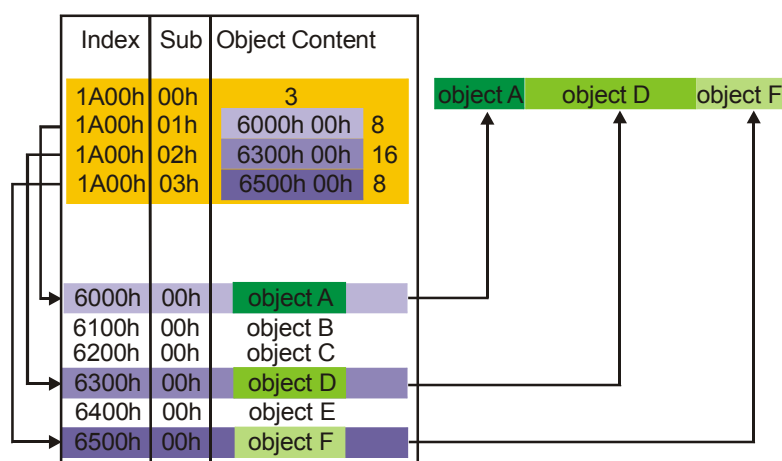 Index Sub Object Content
1A00h 00h 3
1A00h 01h 6000h 00h 8
1A00h 02h 6300h 00h 16
1A00h 03h 6500h 00h 8
object A object D object F
6000h 00h object A
6100h 00h object B
6200h 00h object C
6300h 00h object D
6400h 00h object E
6500h 00h object F